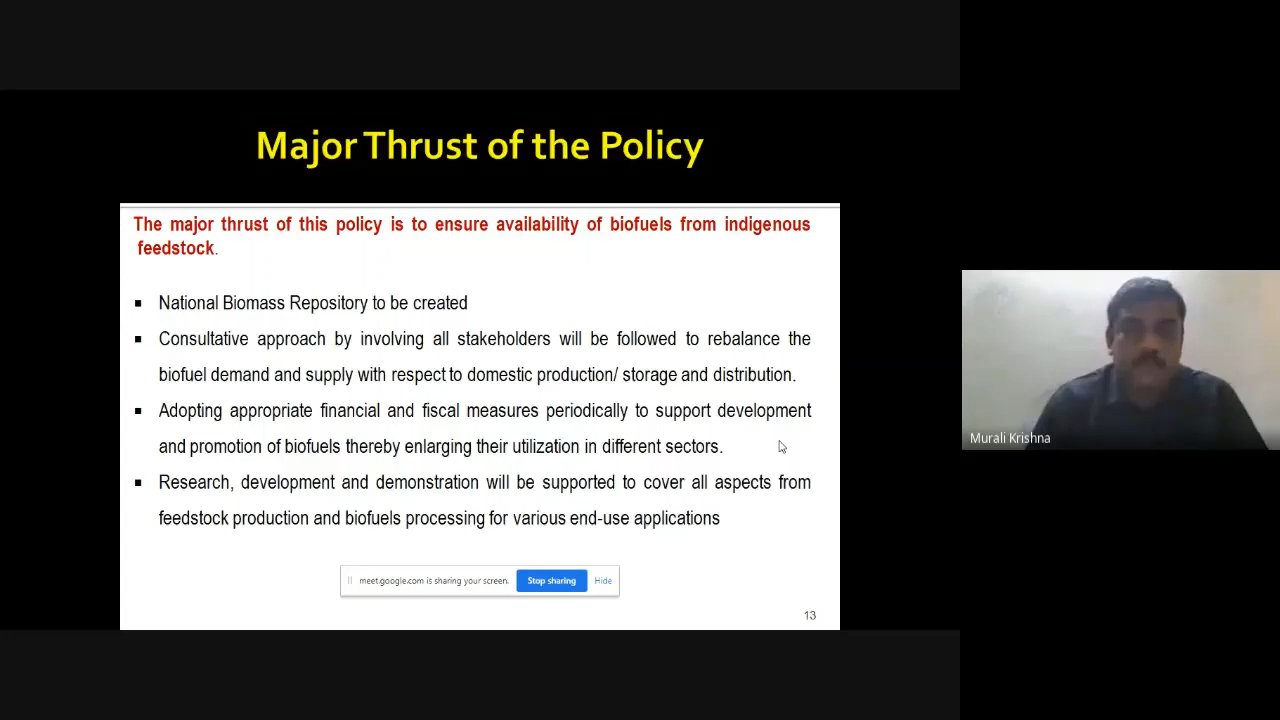 Major Thrust of the Policy
The major thrust of this policy is to ensure availability of biofuels from indigenous
feedstock.
▪ National Biomass Repository to be created
▪ Consultative approach by involving all stakeholders will be followed to rebalance the
biofuel demand and supply with respect to domestic production/ storage and distribution.
▪ Adopting appropriate financial and fiscal measures periodically to support development
and promotion of biofuels thereby enlarging their utilization in different sectors.
▪ Research, development and demonstration will be supported to cover all aspects from
feedstock production and biofuels processing for various end-use applications
meet.google.com is sharing your screen. Stop sharing Hide
13
Murali Krishna